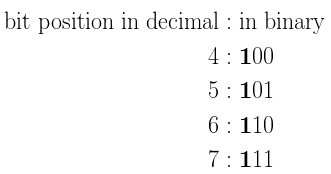 bit position in decimal : in binary
4 : 100
5 : 101
6 : 110
7 : 111